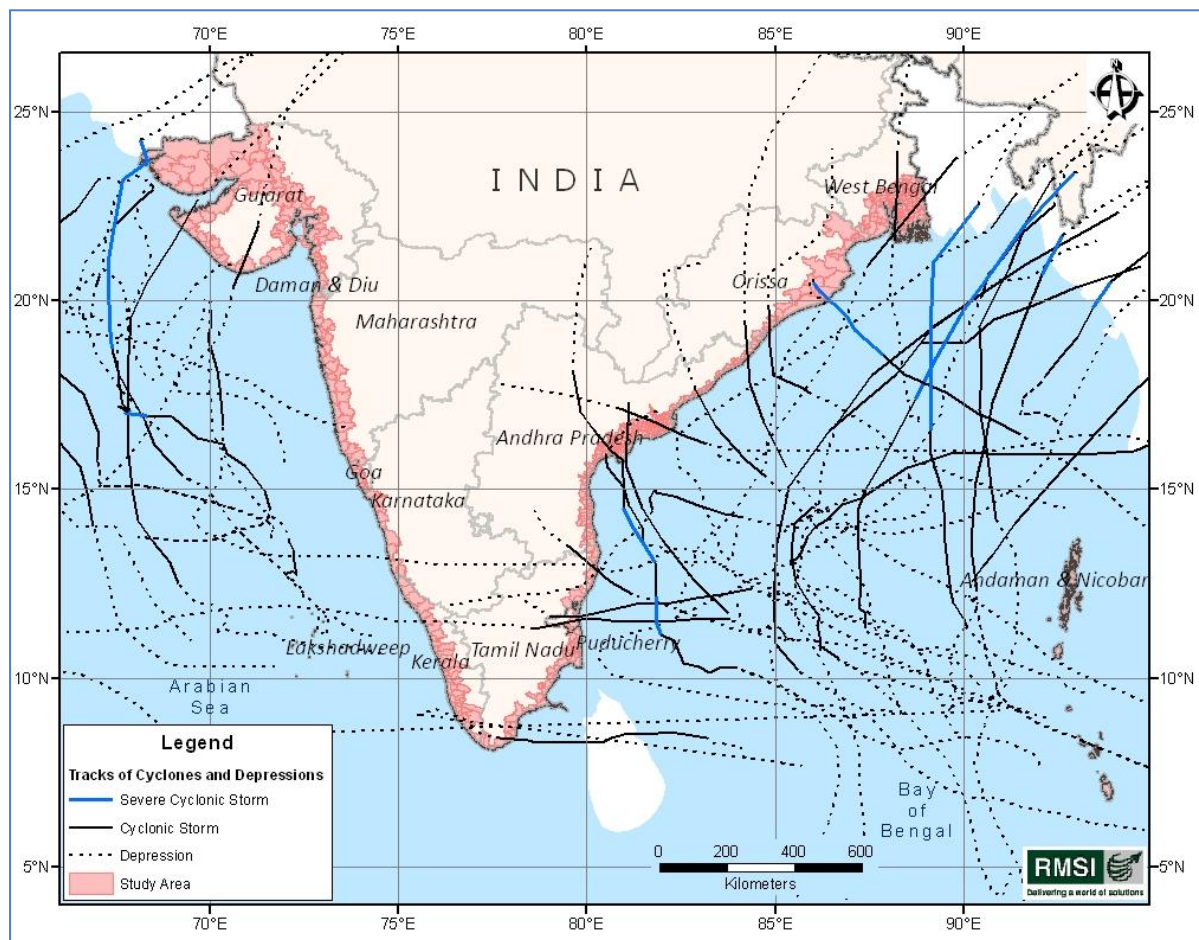 70°E 75°E 80°E 85°E 90°E
25°N 25°N
INDIA
West Bengal
Gujarat
20°N 20°N
Daman & Diu
Orissa
Maharashtra
Andhra Pradesh
15°N 15°N
Goa
Karnataka
Andaman & Nicobar
Lakshadweep
Kerala
Tamil Nadu
Puducherry
10°N 10°N
Arabian
Sea
Bay
of
Bengal
5°N 5°N
Legend
Tracks of Cyclones and Depressions
Severe Cyclonic Storm
Cyclonic Storm
Depression
Study Area
0 200 400 600
Kilometers
RMSI
Delivering a world of solutions
70°E 75°E 80°E 85°E 90°E